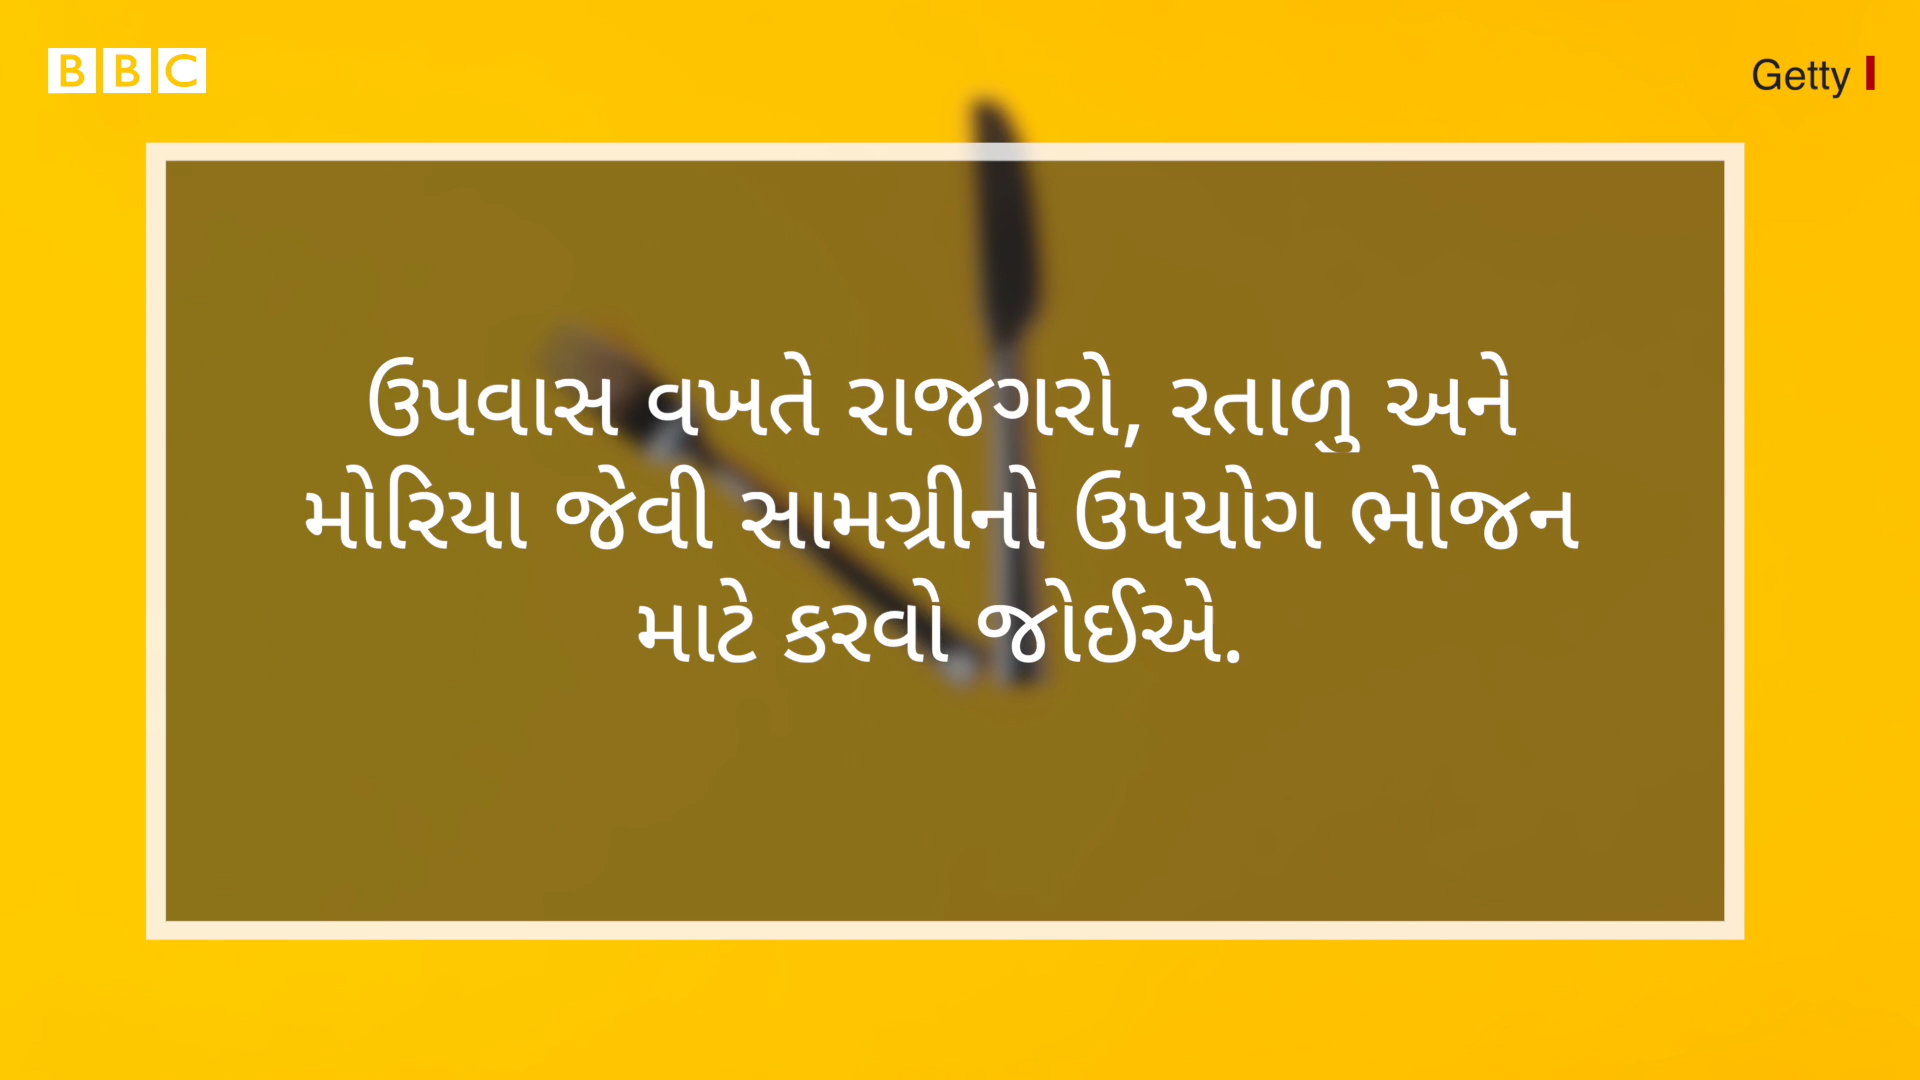 BBC
Getty
ઉપવાસ વખતે રાજગરો, રતાળુ અને
મોરિયા જેવી સામગ્રીનો ઉપયોગ ભોજન
માટે કરવો જોઈએ.